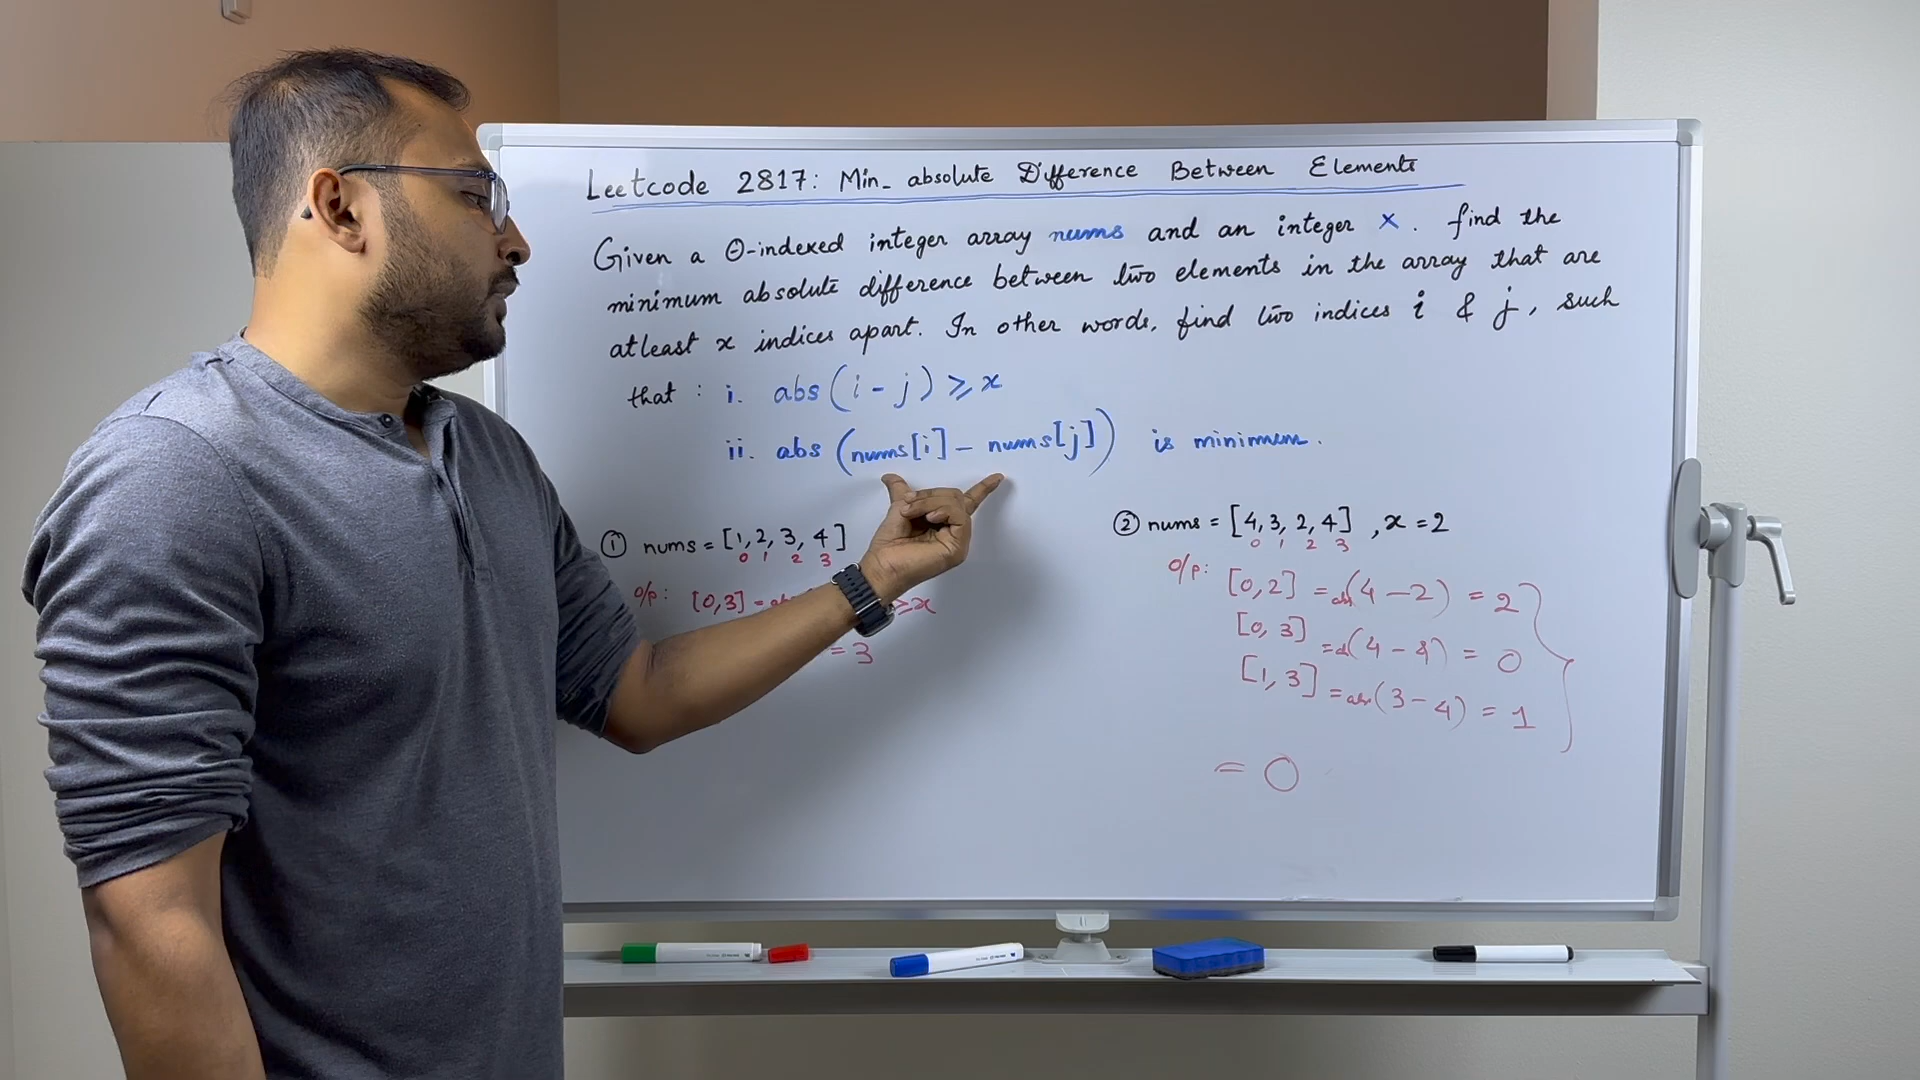 Leetcode 2817: Min_ absolute Difference Between Elements
Given a 0-indexed integer array nums and an integer x. find the
minimum absolute difference between two elements in the array that are
atleast x indices apart. In other words, find two indices i & j, such
that : i. abs (i - j) ≥ x
ii. abs (nums[i] - nums[j]) is minimum.
① nums = [1, 2, 3, 4]
0 1 2 3
o/p: [0,3] = ≥ x
= 3
② nums = [4, 3, 2, 4], x = 2
0 1 2 3
o/p: [0,2] = abs(4 - 2) = 2
[0, 3] = (4 - 4) = 0
[1, 3] = abs(3 - 4) = 1
= 0